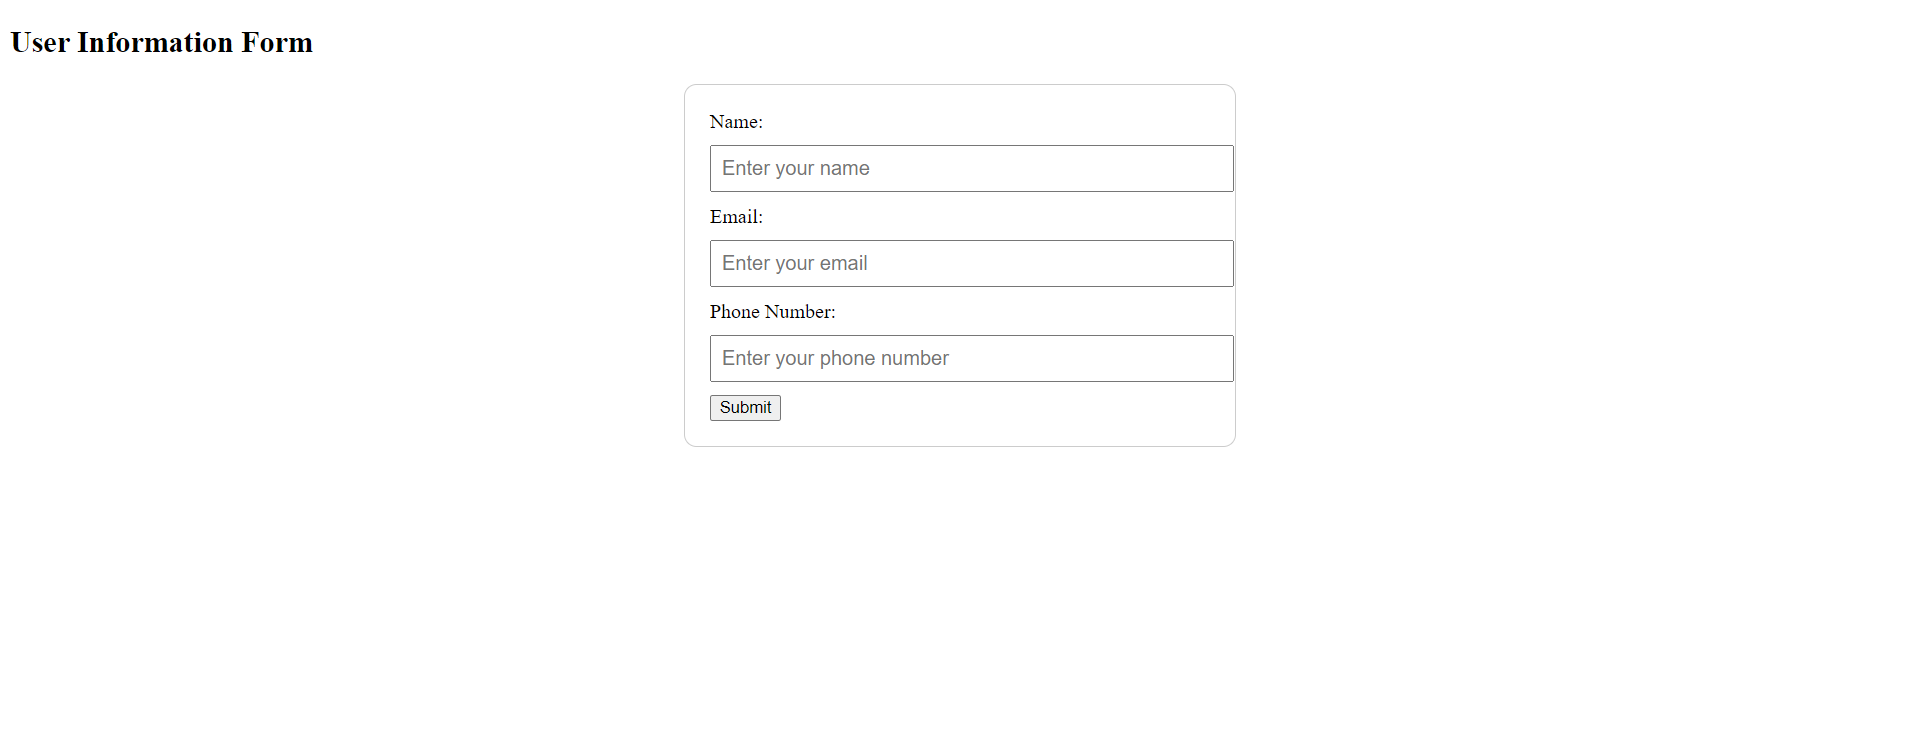 User Information Form
Name:
Enter your name
Email:
Enter your email
Phone Number:
Enter your phone number
Submit